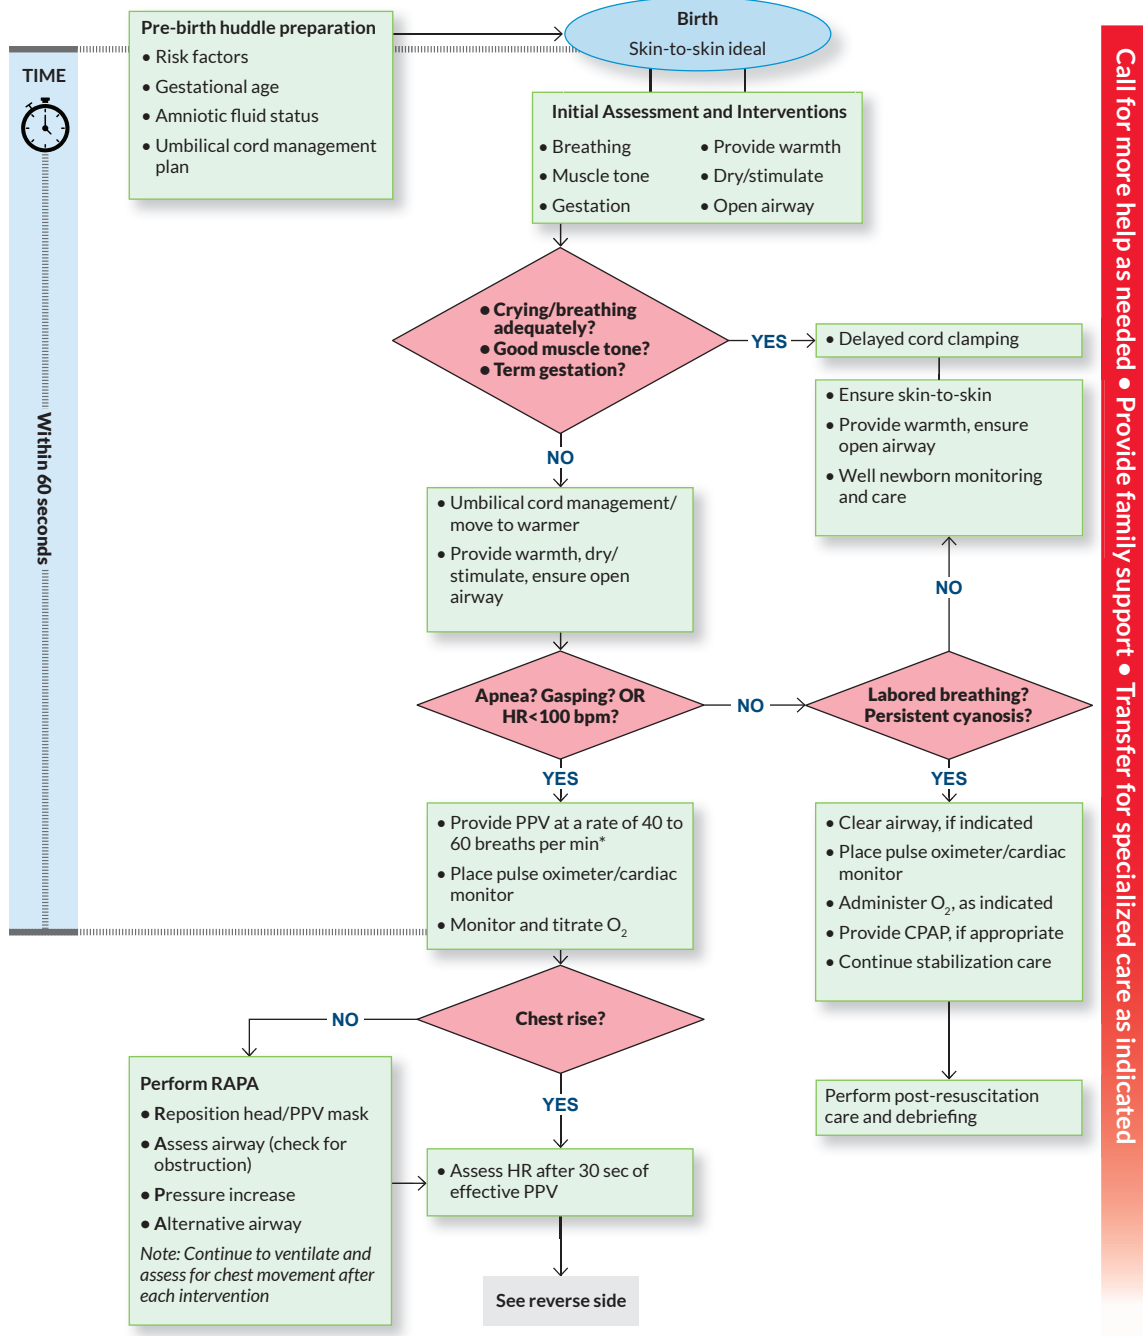 Pre-birth huddle preparation
• Risk factors
• Gestational age
• Amniotic fluid status
• Umbilical cord management
plan
Birth
Skin-to-skin ideal
TIME
Within 60 seconds
Initial Assessment and Interventions
• Breathing
• Muscle tone
• Gestation
• Provide warmth
• Dry/stimulate
• Open airway
• Crying/breathing
adequately?
• Good muscle tone?
• Term gestation?
YES
• Delayed cord clamping
• Ensure skin-to-skin
• Provide warmth, ensure
open airway
• Well newborn monitoring
and care
NO
• Umbilical cord management/
move to warmer
• Provide warmth, dry/
stimulate, ensure open
airway
NO
Apnea? Gasping? OR
HR<100 bpm?
NO
Labored breathing?
Persistent cyanosis?
YES
YES
• Provide PPV at a rate of 40 to
60 breaths per min*
• Place pulse oximeter/cardiac
monitor
• Monitor and titrate O₂
• Clear airway, if indicated
• Place pulse oximeter/cardiac
monitor
• Administer O₂, as indicated
• Provide CPAP, if appropriate
• Continue stabilization care
Chest rise?
NO
YES
Perform RAPA
• Reposition head/PPV mask
• Assess airway (check for
obstruction)
• Pressure increase
• Alternative airway
Note: Continue to ventilate and
assess for chest movement after
each intervention
• Assess HR after 30 sec of
effective PPV
Perform post-resuscitation
care and debriefing
See reverse side
Call for more help as needed • Provide family support • Transfer for specialized care as indicated